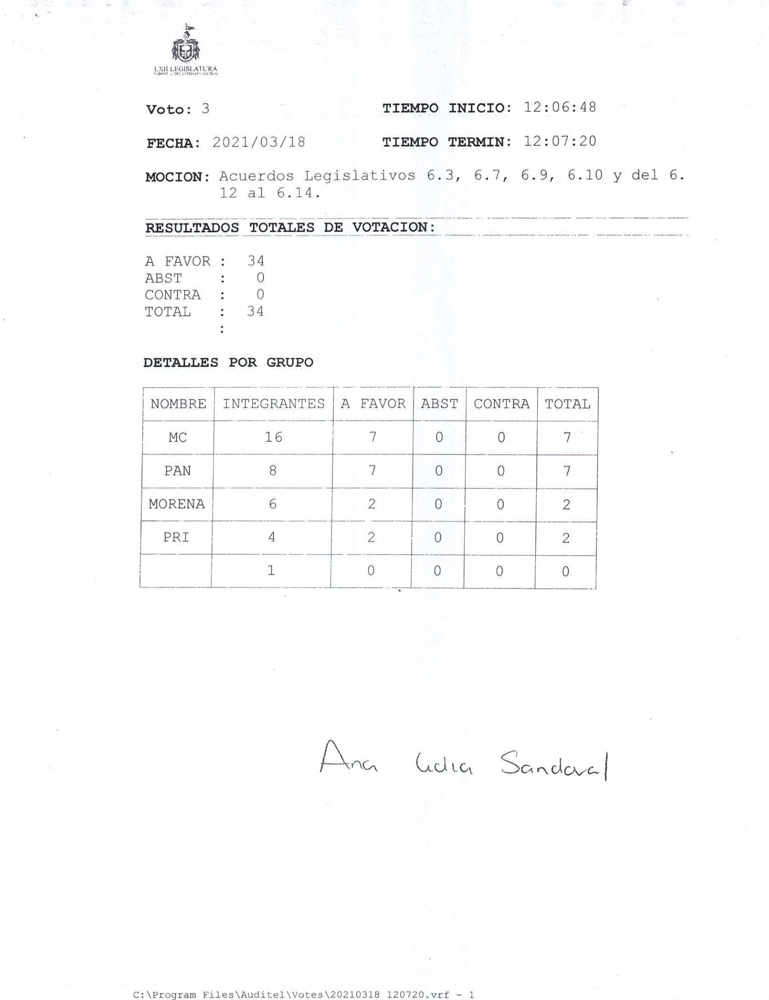 LXII LEGISLATURA
Voto: 3 TIEMPO INICIO: 12:06:48
FECHA: 2021/03/18 TIEMPO TERMIN: 12:07:20
MOCION: Acuerdos Legislativos 6.3, 6.7, 6.9, 6.10 y del 6.
12 al 6.14.
RESULTADOS TOTALES DE VOTACION:
A FAVOR : 34
ABST : 0
CONTRA : 0
TOTAL : 34
:
DETALLES POR GRUPO
NOMBRE INTEGRANTES A FAVOR ABST CONTRA TOTAL
MC 16 7 0 0 7
PAN 8 7 0 0 7
MORENA 6 2 0 0 2
PRI 4 2 0 0 2
1 0 0 0 0
Ana Lidia Sandoval
C:\Program Files\Auditel\Votes\20210318 120720.vrf - 1